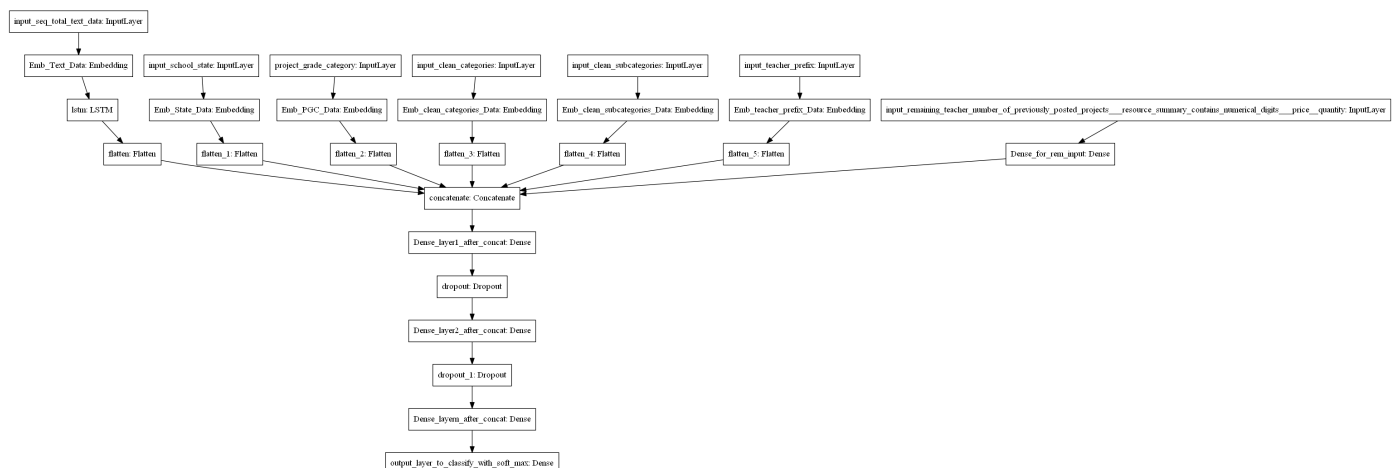 input_seq_total_text_data: InputLayer
Emb_Text_Data: Embedding
input_school_state: InputLayer
project_grade_category: InputLayer
input_clean_categories: InputLayer
input_clean_subcategories: InputLayer
input_teacher_prefix: InputLayer
lstm: LSTM
Emb_State_Data: Embedding
Emb_PGC_Data: Embedding
Emb_clean_categories_Data: Embedding
Emb_clean_subcategories_Data: Embedding
Emb_teacher_prefix_Data: Embedding
input_remaining_teacher_number_of_previously_posted_projects___resource_summary_contains_numerical_digits___price__quantity: InputLayer
flatten: Flatten
flatten_1: Flatten
flatten_2: Flatten
flatten_3: Flatten
flatten_4: Flatten
flatten_5: Flatten
Dense_for_rem_input: Dense
concatenate: Concatenate
Dense_layer1_after_concat: Dense
dropout: Dropout
Dense_layer2_after_concat: Dense
dropout_1: Dropout
Dense_layern_after_concat: Dense
output_layer_to_classify_with_soft_max: Dense